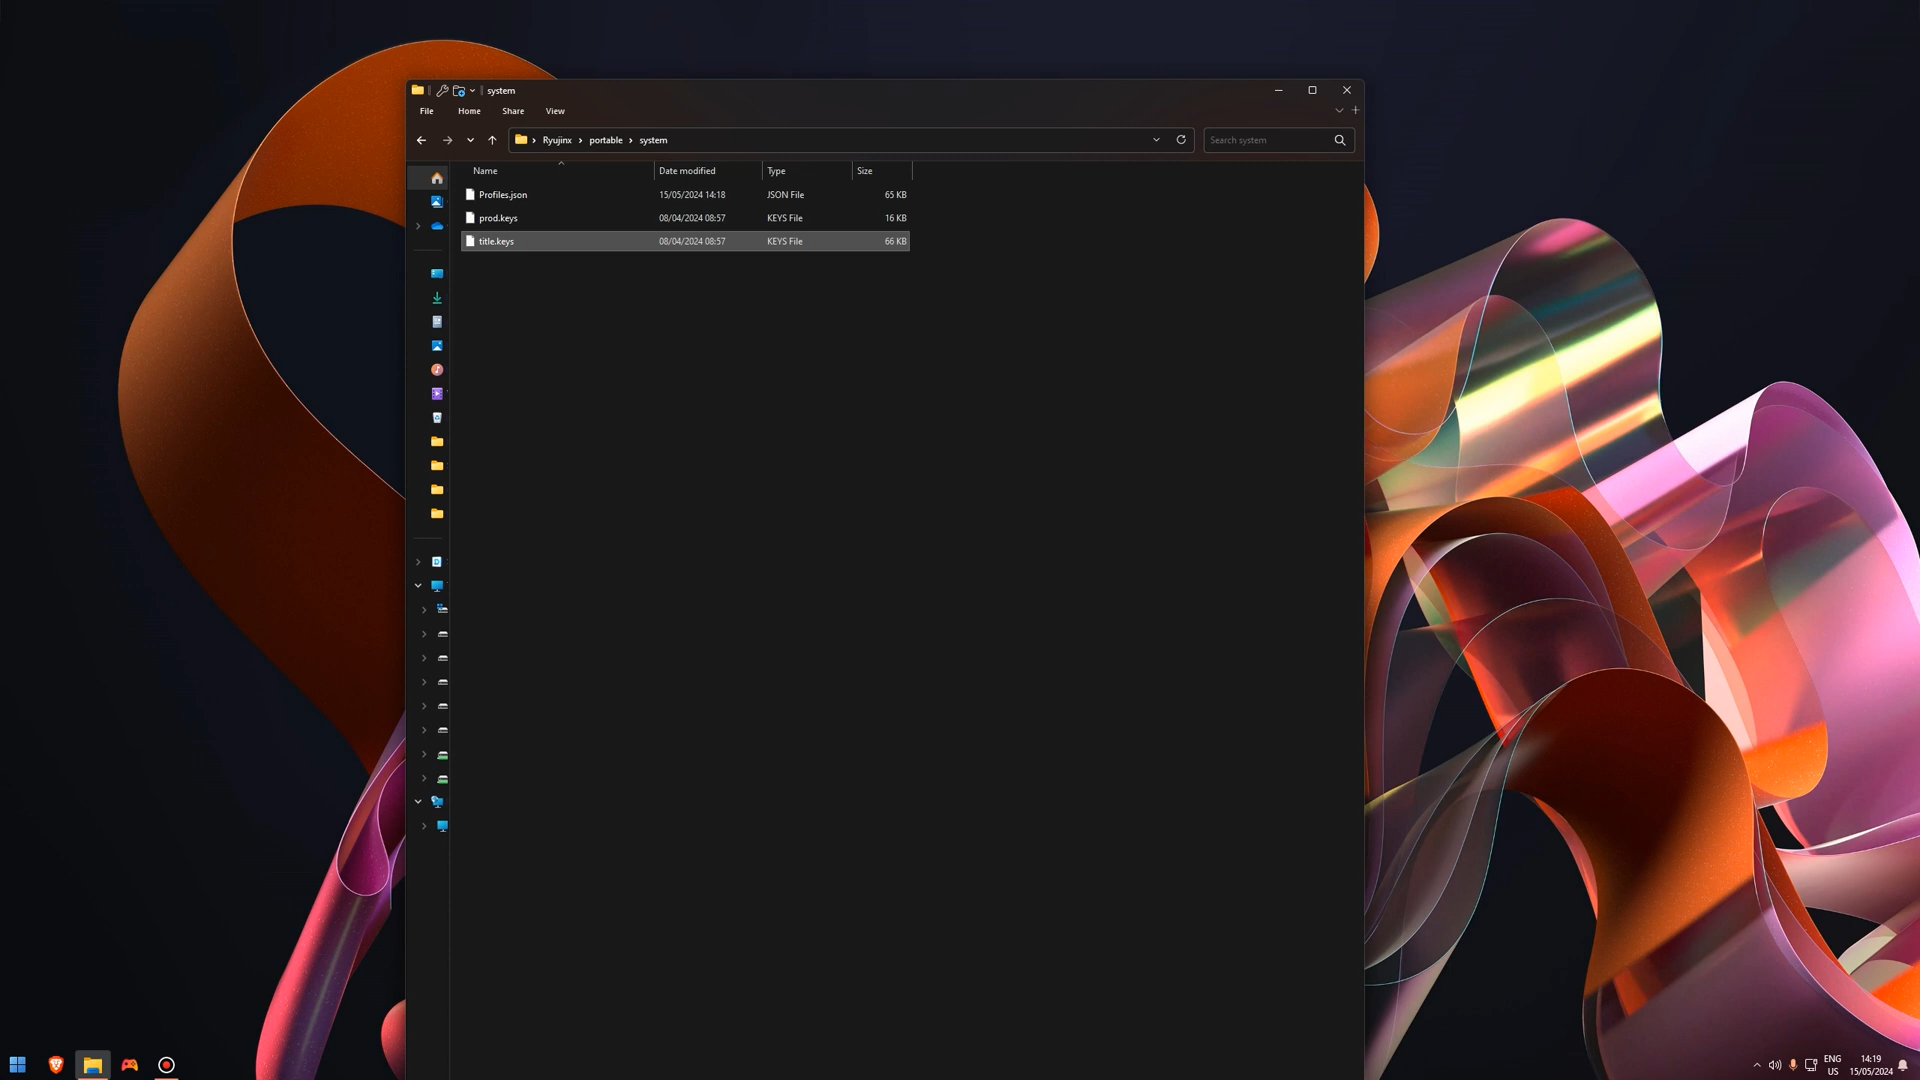 system
File Home Share View
Ryujinx portable system
Search system
Name Date modified Type Size
Profiles.json 15/05/2024 14:18 JSON File 65 KB
prod.keys 08/04/2024 08:57 KEYS File 16 KB
title.keys 08/04/2024 08:57 KEYS File 66 KB
ENG 14:19
US 15/05/2024